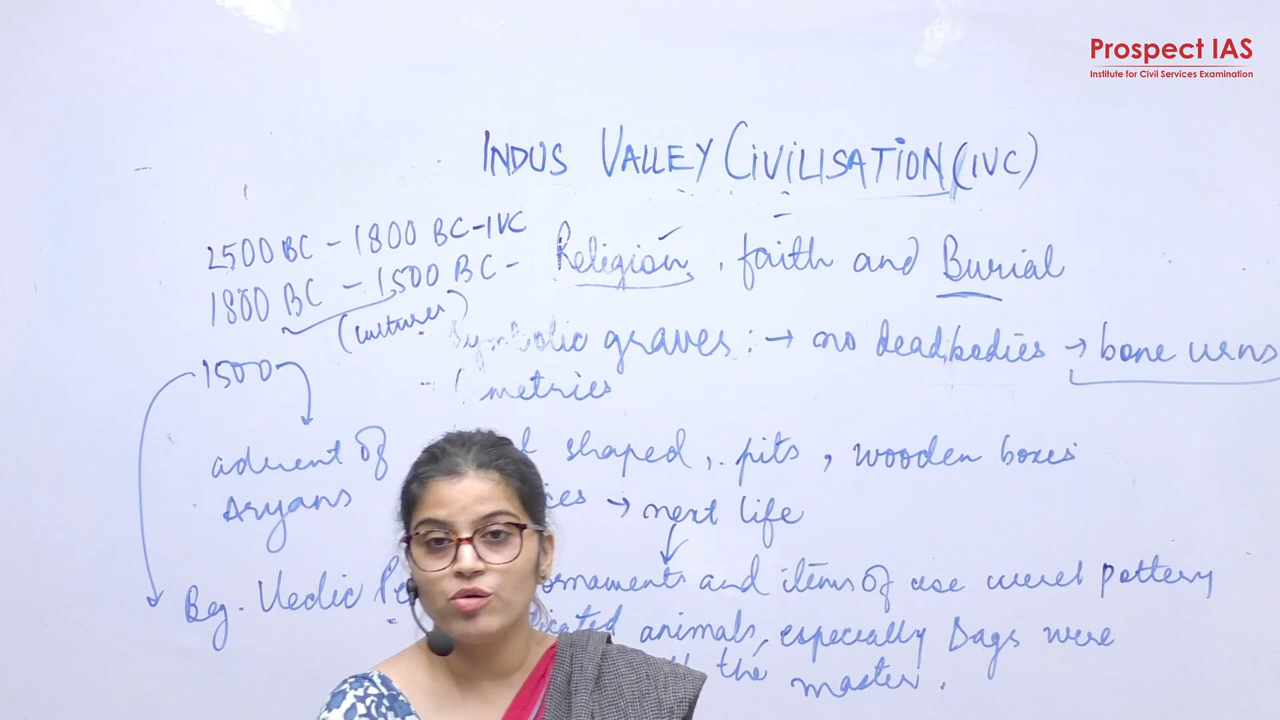 Prospect IAS
Institute for Civil Services Examination
INDUS VALLEY CIVILISATION (IVC)
2500 BC - 1800 BC - IVC
1800 BC - 1500 BC -
(cultures)
Religion, faith and Burial
Symbolic graves: → no deadbodies → bone urns
metries
1500
advent of
Aryans
shaped, pits, wooden boxes
→ next life
Beg. Vedic
ornaments and items of use were pottery
animals, especially Dogs were
the master.